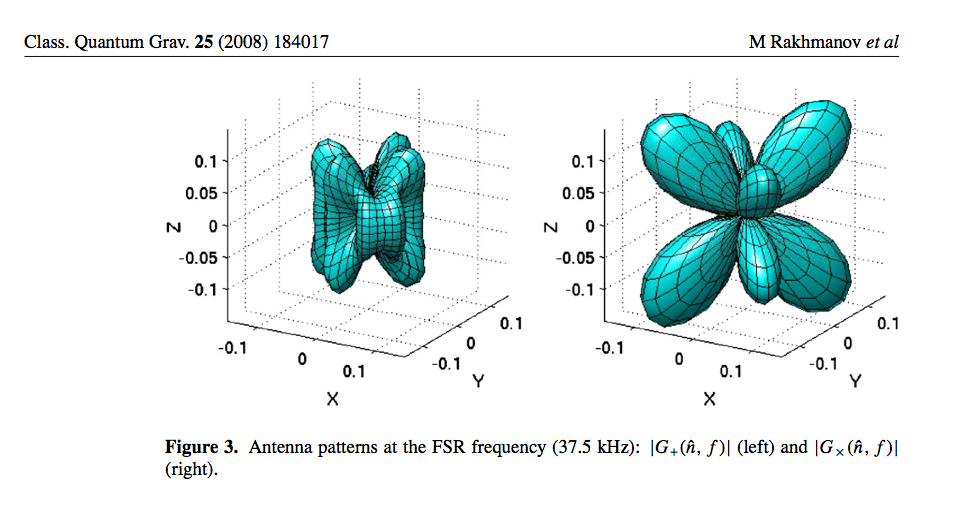 Class. Quantum Grav. 25 (2008) 184017
M Rakhmanov et al
0.1
0.05
0
-0.05
-0.1
Z
-0.1
0
0.1
X
-0.1
0
0.1
Y
0.1
0.05
0
-0.05
-0.1
Z
-0.1
0
0.1
X
-0.1
0
0.1
Y
Figure 3. Antenna patterns at the FSR frequency (37.5 kHz): |G₊(n̂, f)| (left) and |G×(n̂, f)|
(right).